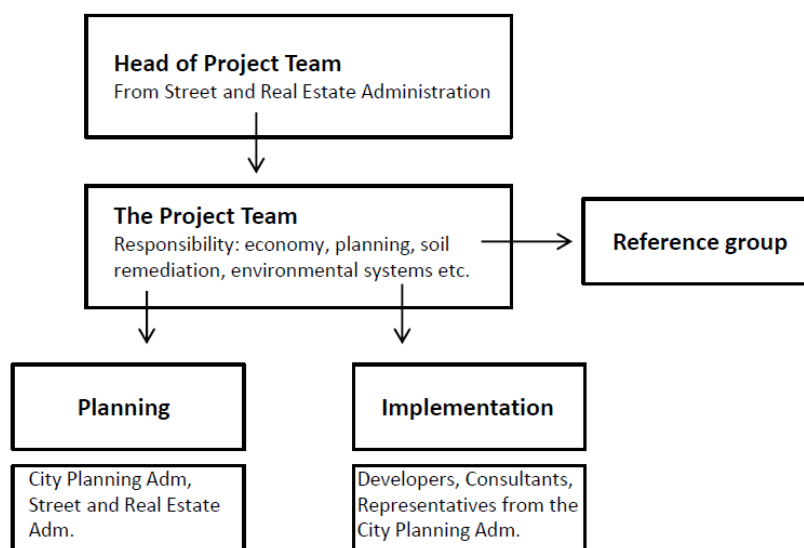 Head of Project Team
From Street and Real Estate Administration
The Project Team
Responsibility: economy, planning, soil
remediation, environmental systems etc.
Reference group
Planning
Implementation
City Planning Adm,
Street and Real Estate
Adm.
Developers, Consultants,
Representatives from the
City Planning Adm.